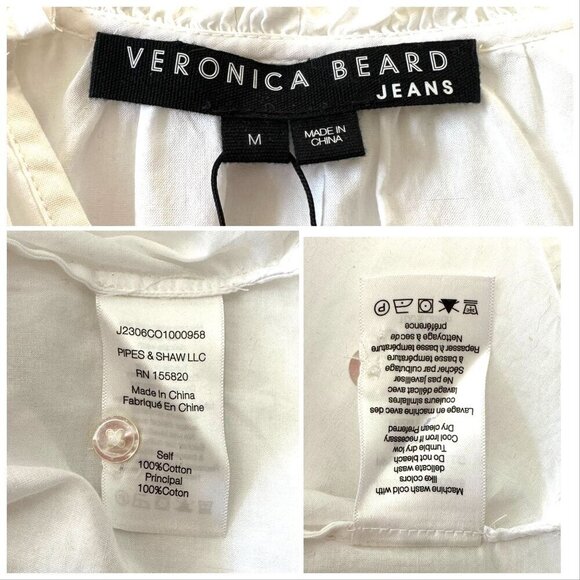 VERONICA BEARD
JEANS
M
MADE IN
CHINA
J2306CO1000958
PIPES & SHAW LLC
RN 155820
Made In China
Fabriqué En Chine
Self
100%Cotton
Principal
100%Coton
Machine wash cold with
like colors
delicate wash
Do not bleach
Tumble dry low
Cool Iron if necessary
Dry clean Preferred
Lavage en machine avec des
couleurs similaires
lavage délicat avec
Ne pas javelliser
Sécher par culbutage
à basse température
Repasser à basse température
Nettoyage à sec de
préférence